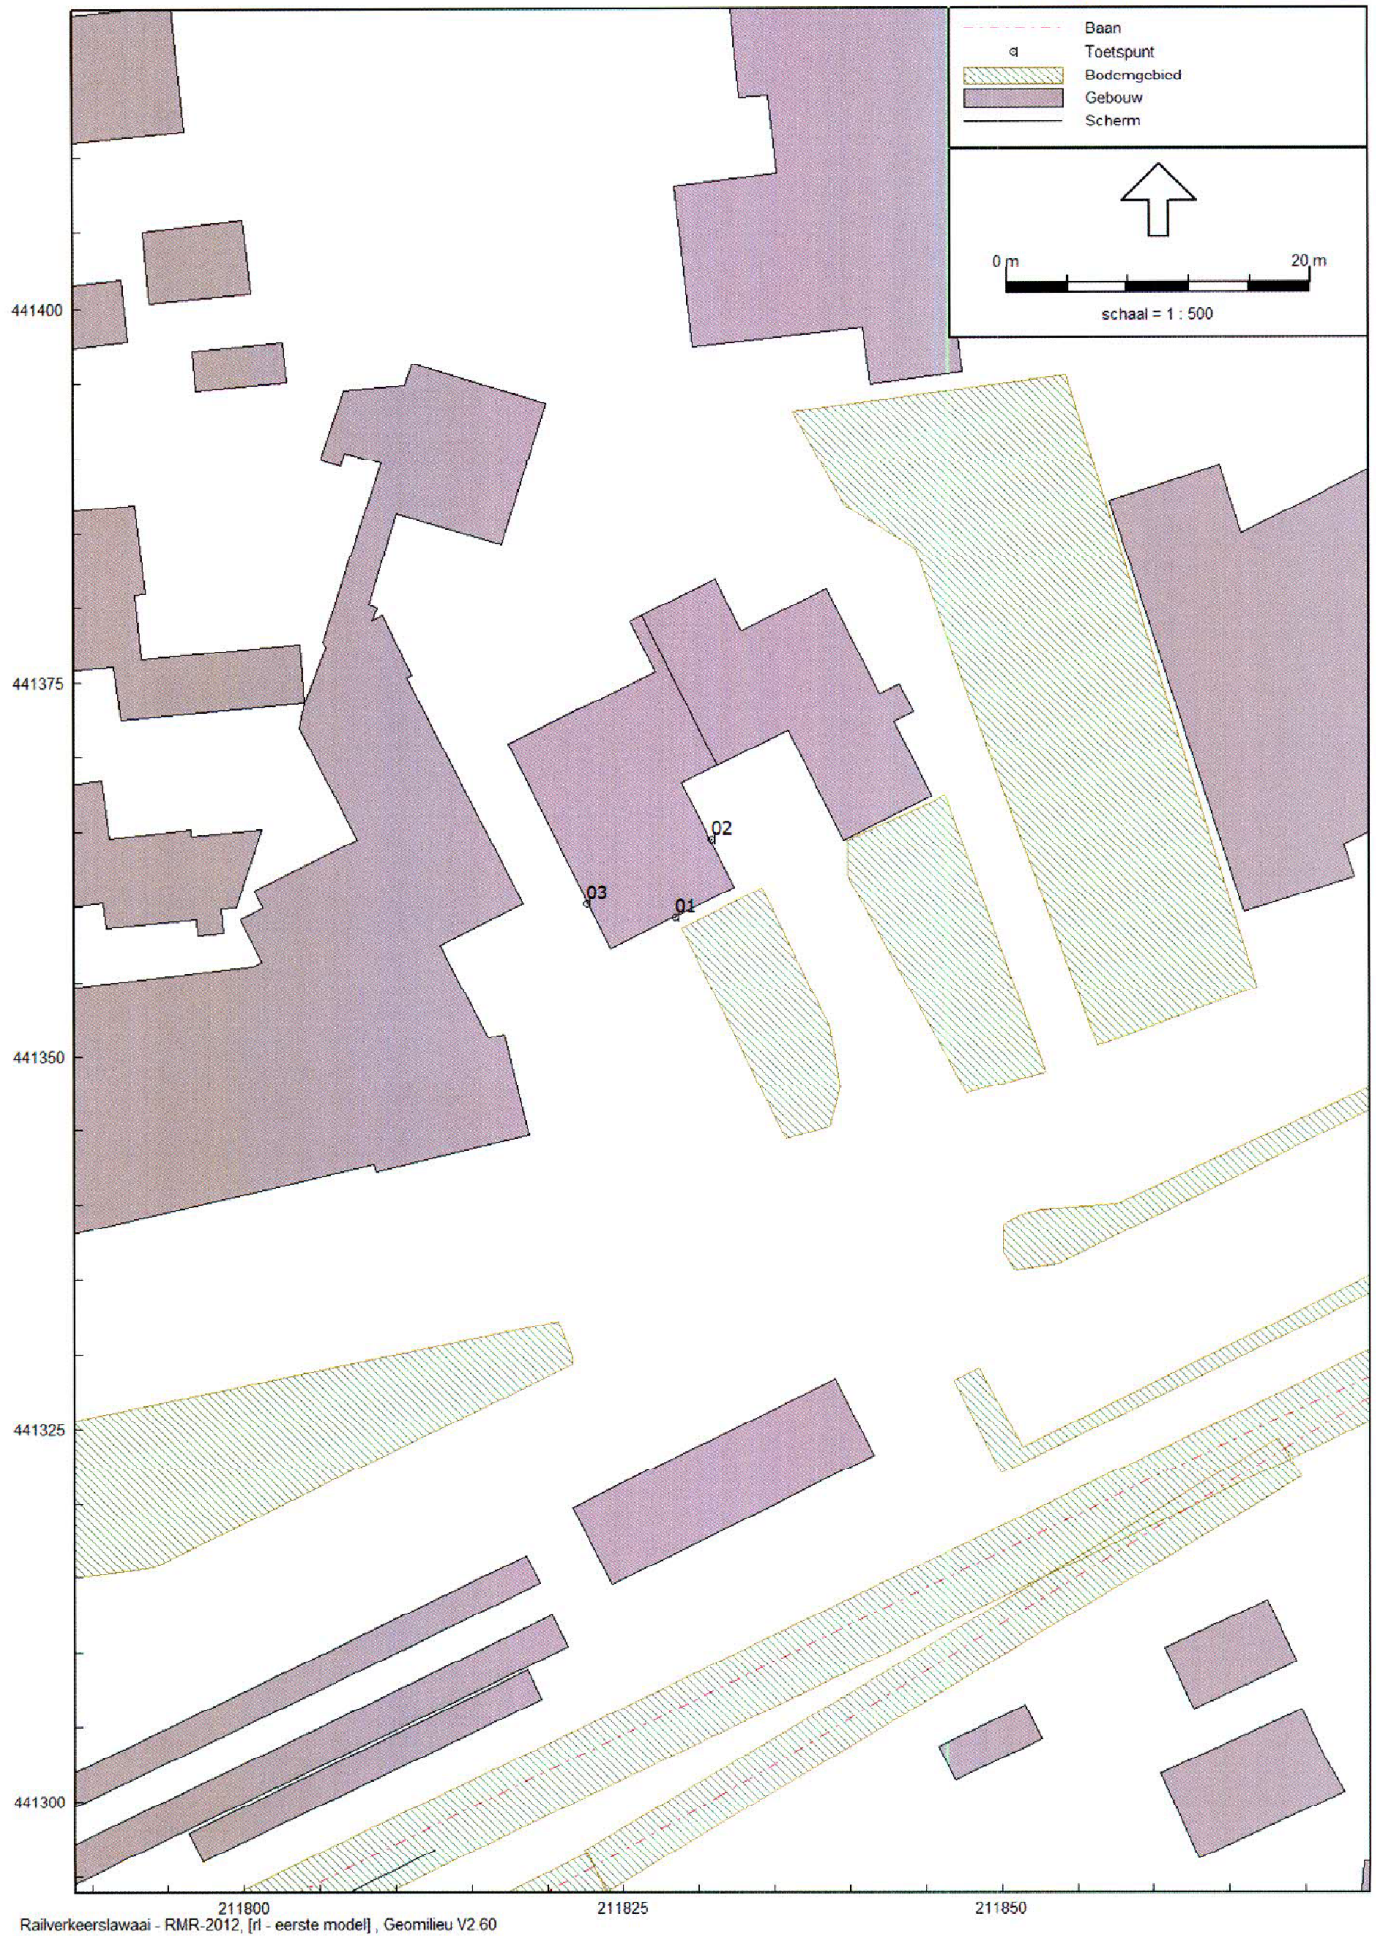 Baan
Toetspunt
Bodemgebied
Gebouw
Scherm
0 m
20 m
schaal = 1 : 500
441400
441375
441350
441325
441300
02
03
01
211800
211825
211850
Railverkeerslawaai - RMR-2012, [rl - eerste model] , Geomilieu V2.60